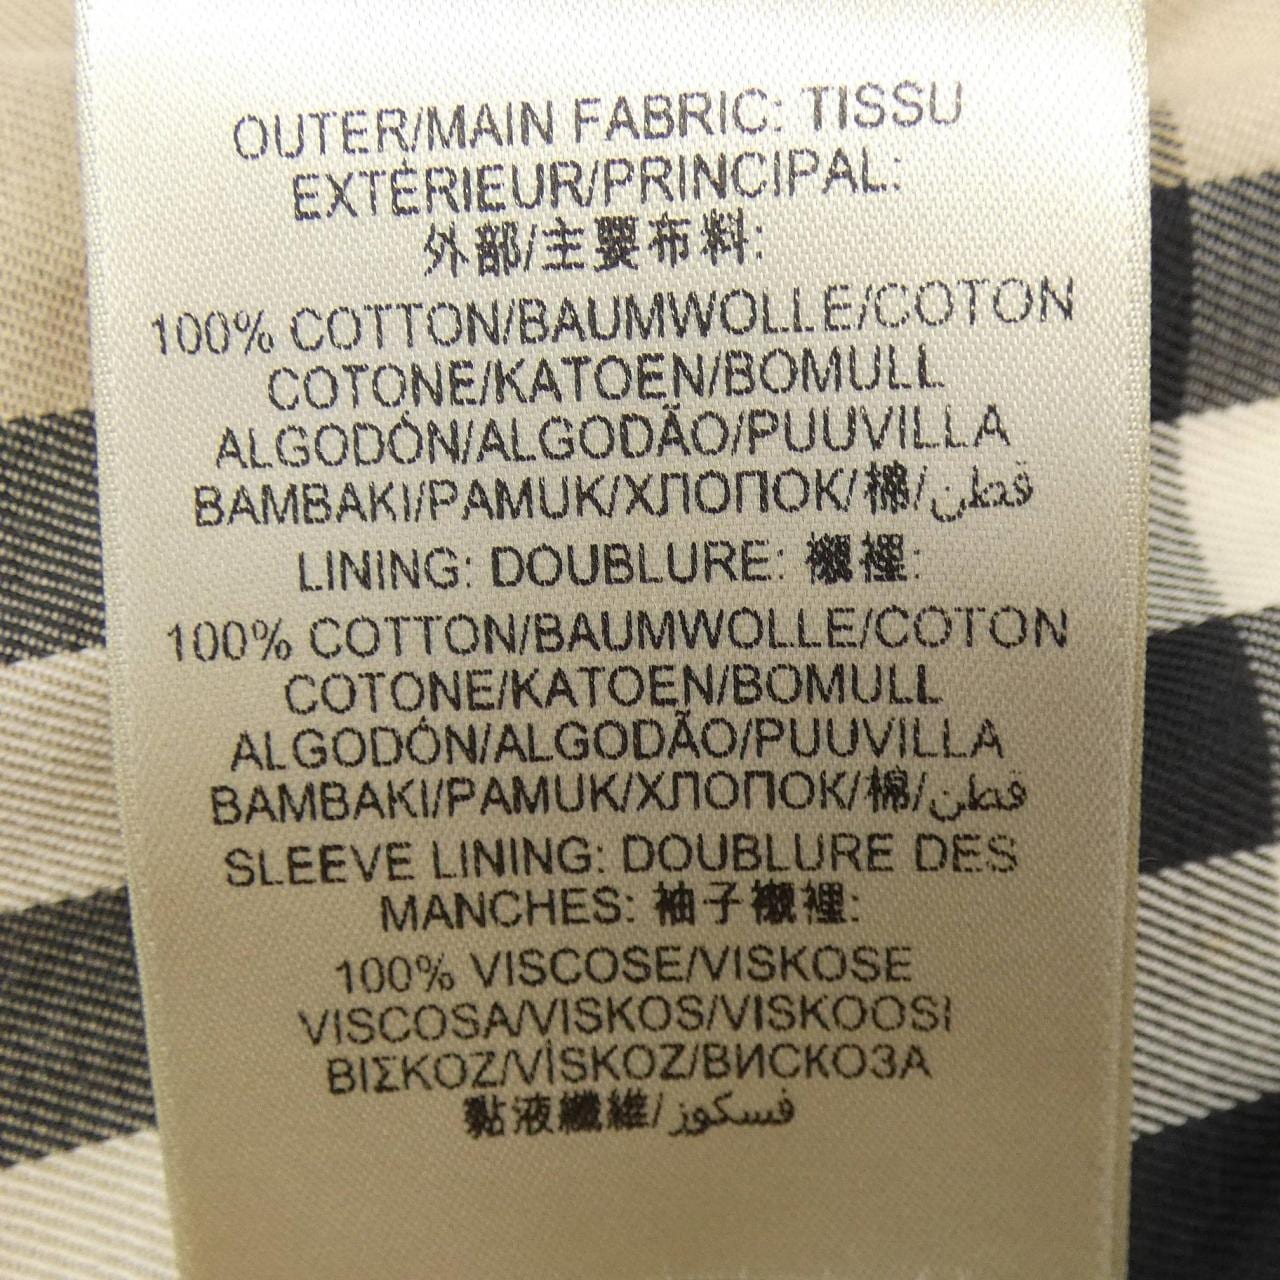 OUTER/MAIN FABRIC: TISSU
EXTÉRIEUR/PRINCIPAL:
外部/主要布料:
100% COTTON/BAUMWOLLE/COTON
COTONE/KATOEN/BOMULL
ALGODÓN/ALGODÃO/PUUVILLA
BAMBAKI/PAMUK/ХЛОПОК/棉/قطن
LINING: DOUBLURE: 襯裡:
100% COTTON/BAUMWOLLE/COTON
COTONE/KATOEN/BOMULL
ALGODÓN/ALGODÃO/PUUVILLA
BAMBAKI/PAMUK/ХЛОПОК/棉/قطن
SLEEVE LINING: DOUBLURE DES
MANCHES: 袖子襯裡:
100% VISCOSE/VISKOSE
VISCOSA/VISKOS/VISKOOSI
ΒΙΣΚΟΖ/VİSKOZ/ВИСКОЗА
黏液纖維/فسكوز